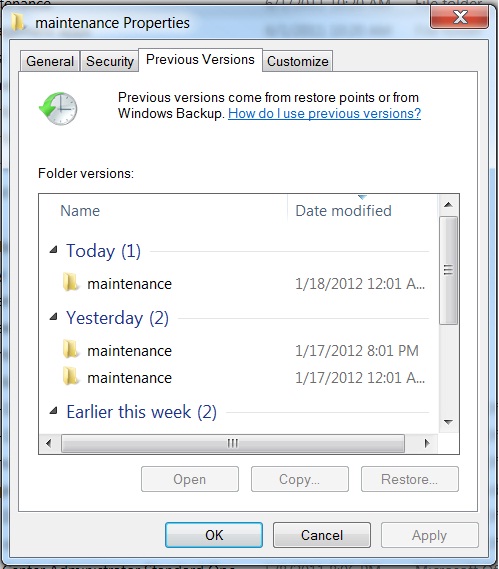 maintenance Properties
General Security Previous Versions Customize
Previous versions come from restore points or from
Windows Backup. How do I use previous versions?
Folder versions:
Name Date modified
Today (1)
maintenance 1/18/2012 12:01 A...
Yesterday (2)
maintenance 1/17/2012 8:01 PM
maintenance 1/17/2012 12:01 A...
Earlier this week (2)
Open Copy... Restore...
OK Cancel Apply